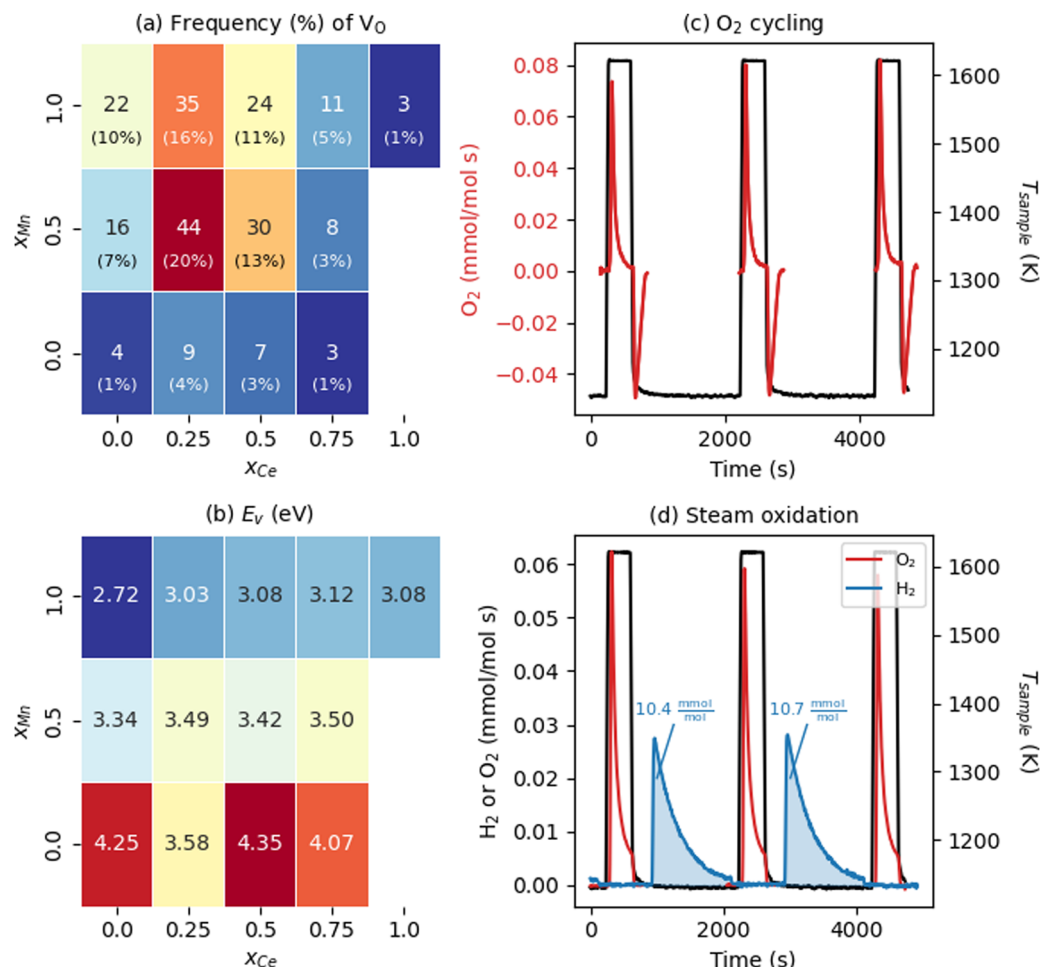 (a) Frequency (%) of V_O
x_Mn
1.0
22 35 24 11 3
(10%) (16%) (11%) (5%) (1%)
0.5
16 44 30 8
(7%) (20%) (13%) (3%)
0.0
4 9 7 3
(1%) (4%) (3%) (1%)
0.0 0.25 0.5 0.75 1.0
x_Ce
(c) O₂ cycling
O₂ (mmol/mol s)
0.08
0.06
0.04
0.02
0.00
−0.02
−0.04
1600
1500
1400
1300
1200
T_sample (K)
0 2000 4000
Time (s)
(b) E_v (eV)
x_Mn
1.0
2.72 3.03 3.08 3.12 3.08
0.5
3.34 3.49 3.42 3.50
0.0
4.25 3.58 4.35 4.07
0.0 0.25 0.5 0.75 1.0
x_Ce
(d) Steam oxidation
H₂ or O₂ (mmol/mol s)
0.06
0.05
0.04
0.03
0.02
0.01
0.00
O₂
H₂
10.4 mmol/mol
10.7 mmol/mol
1600
1500
1400
1300
1200
T_sample (K)
0 2000 4000
Time (s)